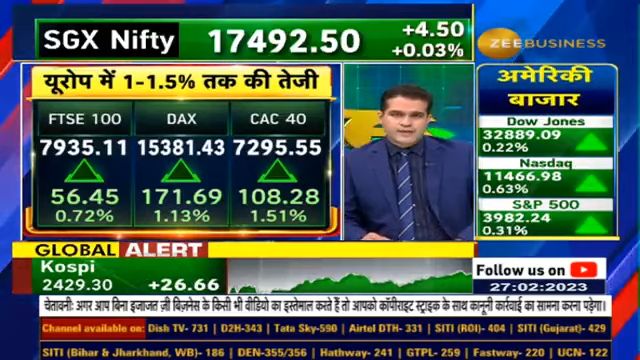 SGX Nifty 17492.50 +4.50
+0.03%
ZEEBUSINESS
यूरोप में 1-1.5% तक की तेजी
FTSE 100 DAX CAC 40
7935.11 15381.43 7295.55
56.45 171.69 108.28
0.72% 1.13% 1.51%
अमेरिकी
बाजार
Dow Jones
32889.09
0.22%
Nasdaq
11466.98
0.63%
S&P 500
3982.24
0.31%
GLOBAL ALERT
Kospi
2429.30 +26.66
Follow us on
27:02:2023
चेतावनी: अगर आप बिना इजाजत ज़ी बिज़नेस के किसी भी वीडियो का इस्तेमाल करते हैं तो आपको कॉपीराइट स्ट्राइक के साथ कानूनी कार्रवाई का सामना करना पड़ेगा।
Channel available on: Dish TV- 731 | D2H-343 | Tata Sky-590 | Airtel DTH- 331 | SITI (ROI)- 404 | SITI (Gujarat)- 429
SITI (Bihar & Jharkhand, WB)- 186 | DEN-355/356 | Hathway- 241 | GTPL- 259 | Fastway- 220 | UCN- 122